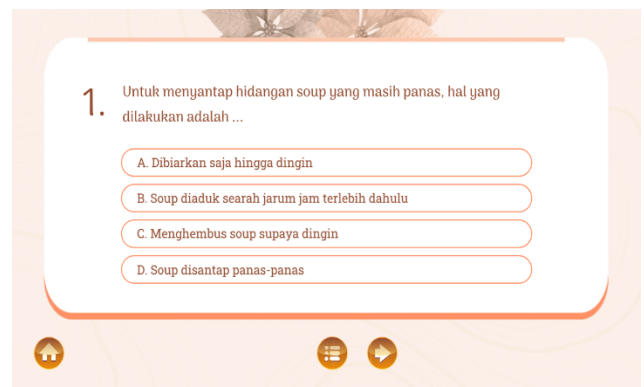 1.
Untuk menyantap hidangan soup yang masih panas, hal yang
dilakukan adalah ...
A. Dibiarkan saja hingga dingin
B. Soup diaduk searah jarum jam terlebih dahulu
C. Menghembus soup supaya dingin
D. Soup disantap panas-panas